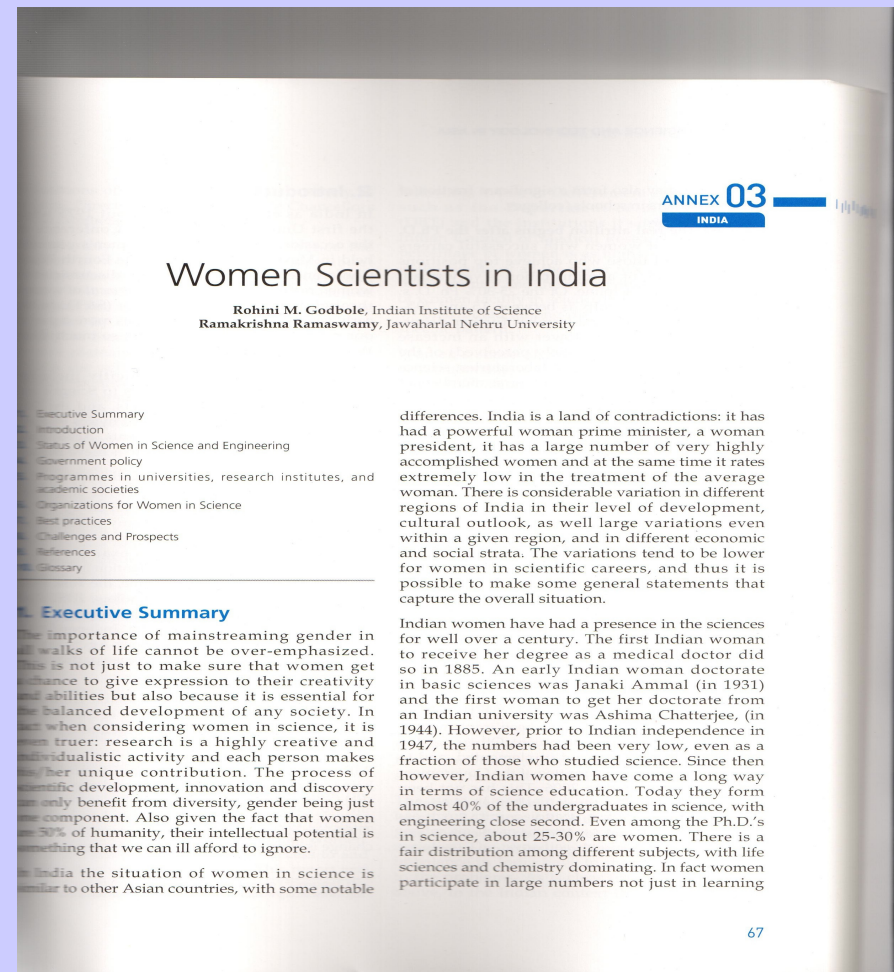 ANNEX 03
INDIA
Women Scientists in India
Rohini M. Godbole, Indian Institute of Science
Ramakrishna Ramaswamy, Jawaharlal Nehru University
Executive Summary
Introduction
Status of Women in Science and Engineering
Government policy
Programmes in universities, research institutes, and
academic societies
Organizations for Women in Science
Best practices
Challenges and Prospects
References
Glossary
1. Executive Summary
The importance of mainstreaming gender in
all walks of life cannot be over-emphasized.
This is not just to make sure that women get
a chance to give expression to their creativity
and abilities but also because it is essential for
the balanced development of any society. In
fact when considering women in science, it is
even truer: research is a highly creative and
individualistic activity and each person makes
his/her unique contribution. The process of
scientific development, innovation and discovery
can only benefit from diversity, gender being just
one component. Also given the fact that women
are 50% of humanity, their intellectual potential is
something that we can ill afford to ignore.
In India the situation of women in science is
similar to other Asian countries, with some notable
differences. India is a land of contradictions: it has
had a powerful woman prime minister, a woman
president, it has a large number of very highly
accomplished women and at the same time it rates
extremely low in the treatment of the average
woman. There is considerable variation in different
regions of India in their level of development,
cultural outlook, as well large variations even
within a given region, and in different economic
and social strata. The variations tend to be lower
for women in scientific careers, and thus it is
possible to make some general statements that
capture the overall situation.
Indian women have had a presence in the sciences
for well over a century. The first Indian woman
to receive her degree as a medical doctor did
so in 1885. An early Indian woman doctorate
in basic sciences was Janaki Ammal (in 1931)
and the first woman to get her doctorate from
an Indian university was Ashima Chatterjee, (in
1944). However, prior to Indian independence in
1947, the numbers had been very low, even as a
fraction of those who studied science. Since then
however, Indian women have come a long way
in terms of science education. Today they form
almost 40% of the undergraduates in science, with
engineering close second. Even among the Ph.D.'s
in science, about 25-30% are women. There is a
fair distribution among different subjects, with life
sciences and chemistry dominating. In fact women
participate in large numbers not just in learning
67